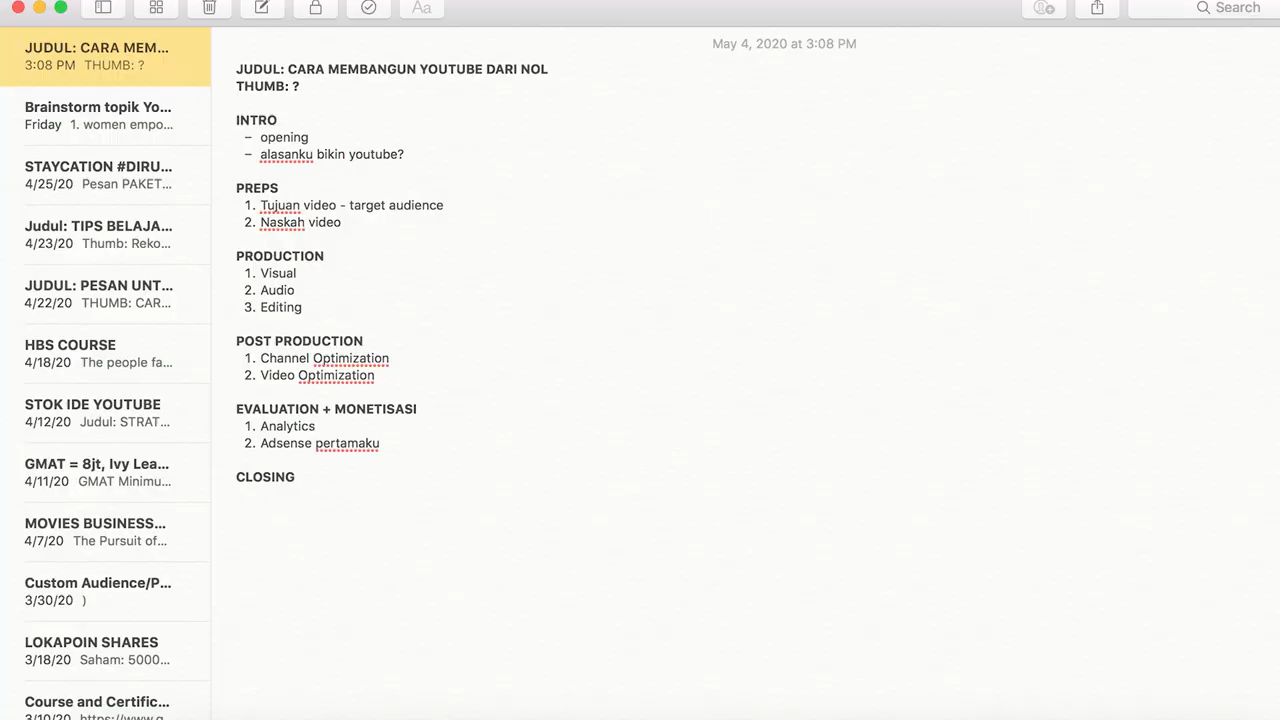 Aa
Search
JUDUL: CARA MEM...
3:08 PM THUMB: ?
Brainstorm topik Yo...
Friday 1. women empo...
STAYCATION #DIRU...
4/25/20 Pesan PAKET...
Judul: TIPS BELAJA...
4/23/20 Thumb: Reko...
JUDUL: PESAN UNT...
4/22/20 THUMB: CAR...
HBS COURSE
4/18/20 The people fa...
STOK IDE YOUTUBE
4/12/20 Judul: STRAT...
GMAT = 8jt, Ivy Lea...
4/11/20 GMAT Minimu...
MOVIES BUSINESS...
4/7/20 The Pursuit of...
Custom Audience/P...
3/30/20 )
LOKAPOIN SHARES
3/18/20 Saham: 5000...
Course and Certific...
3/10/20 https://www.g...
May 4, 2020 at 3:08 PM
JUDUL: CARA MEMBANGUN YOUTUBE DARI NOL
THUMB: ?
INTRO
– opening
– alasanku bikin youtube?
PREPS
1. Tujuan video - target audience
2. Naskah video
PRODUCTION
1. Visual
2. Audio
3. Editing
POST PRODUCTION
1. Channel Optimization
2. Video Optimization
EVALUATION + MONETISASI
1. Analytics
2. Adsense pertamaku
CLOSING